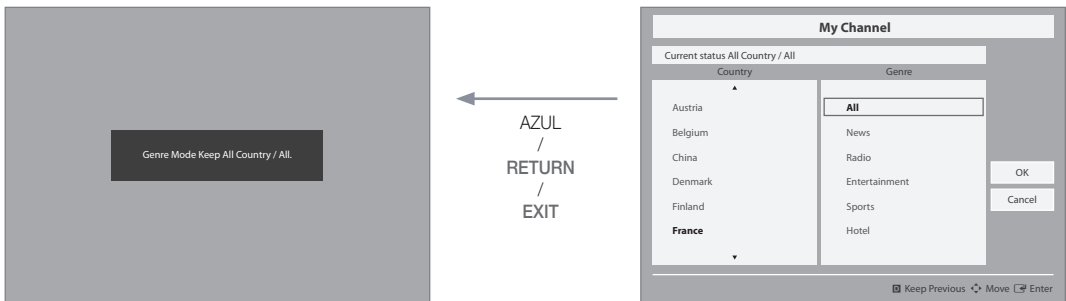 Genre Mode Keep All Country / All.
AZUL
/
RETURN
/
EXIT
My Channel
Current status All Country / All
Country Genre
Austria All
Belgium News
China Radio
Denmark Entertainment
Finland Sports
France Hotel
OK
Cancel
D Keep Previous Move Enter